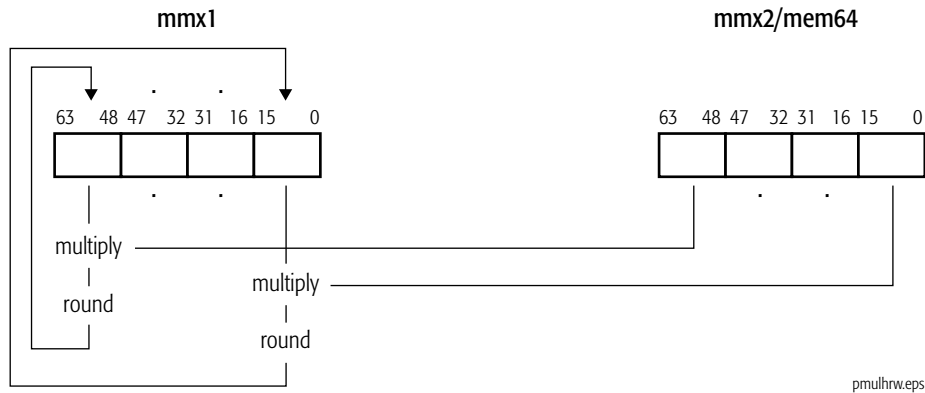 mmx1 mmx2/mem64
. .
63 48 47 32 31 16 15 0 63 48 47 32 31 16 15 0
. . . .
multiply
multiply
round
round
pmulhrw.eps